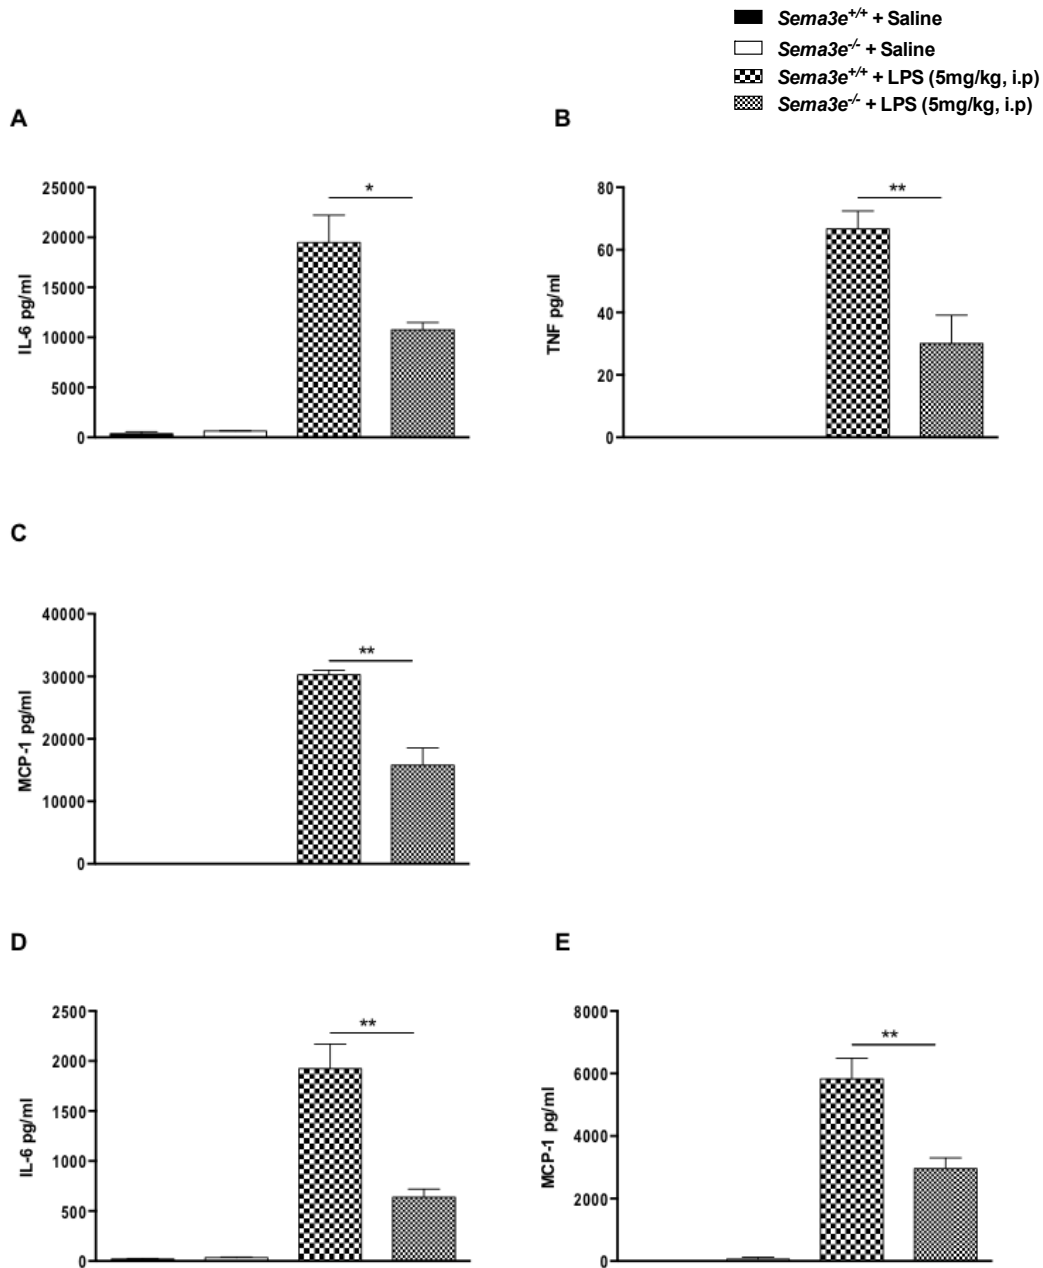 Sema3e+/+ + Saline
Sema3e-/- + Saline
Sema3e+/+ + LPS (5mg/kg, i.p)
Sema3e-/- + LPS (5mg/kg, i.p)
A
B
25000
20000
15000
10000
5000
0
IL-6 pg/ml
*
80
60
40
20
0
TNF pg/ml
**
C
40000
30000
20000
10000
0
MCP-1 pg/ml
**
D
E
2500
2000
1500
1000
500
0
IL-6 pg/ml
**
8000
6000
4000
2000
0
MCP-1 pg/ml
**